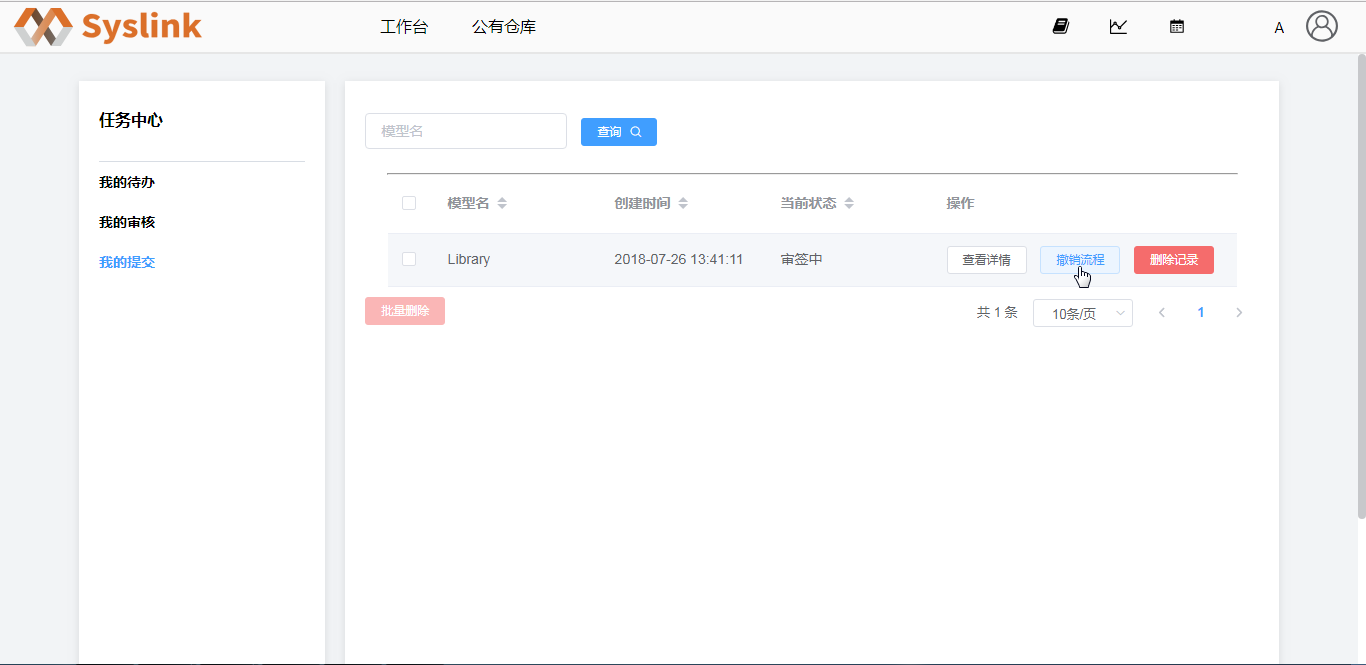 Syslink 工作台 公有仓库 A
任务中心
我的待办
我的审核
我的提交
模型名 查询
模型名 创建时间 当前状态 操作
Library 2018-07-26 13:41:11 审签中 查看详情 撤销流程 删除记录
批量删除 共 1 条 10条/页 1